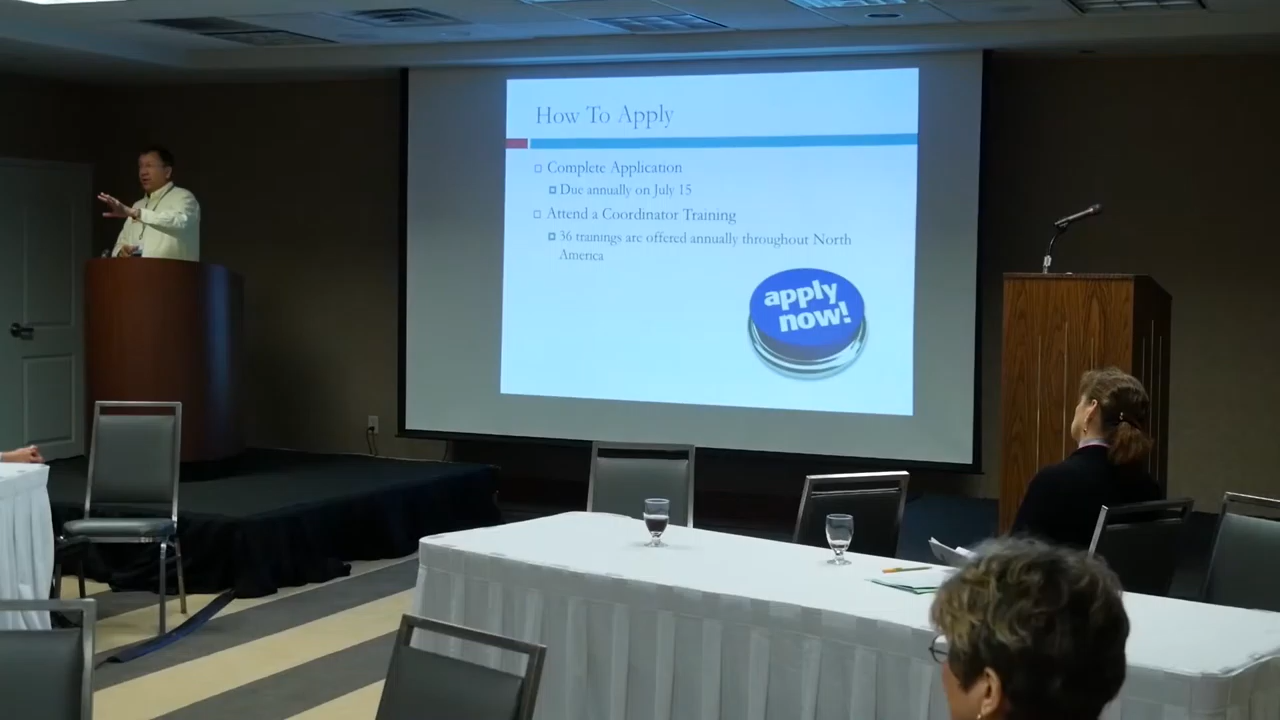 How To Apply
Complete Application
Due annually on July 15
Attend a Coordinator Training
36 trainings are offered annually throughout North
America
apply
now!